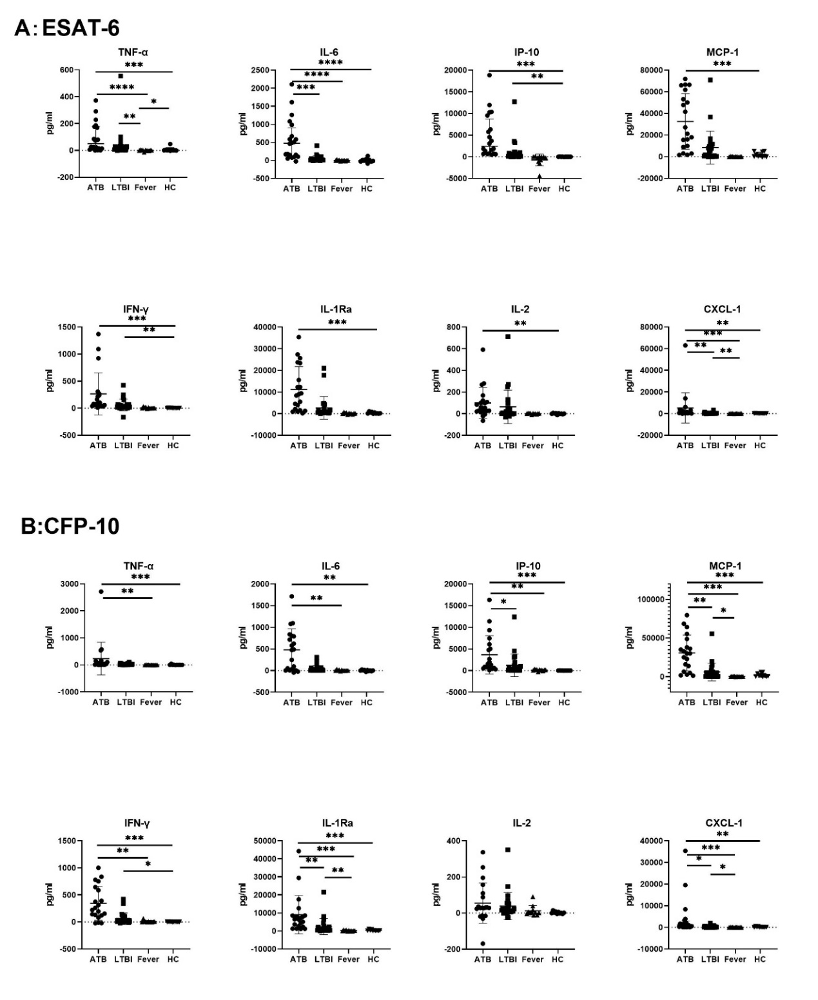 A: ESAT-6
TNF-α
***
600
****
400
*
pg/ml
**
200
0
-200
ATB LTBI Fever HC
IL-6
****
2500
****
2000
***
1500
pg/ml
1000
500
0
-500
ATB LTBI Fever HC
IP-10
***
20000
**
15000
10000
pg/ml
5000
0
-5000
ATB LTBI Fever HC
MCP-1
***
80000
60000
40000
pg/ml
20000
0
-20000
ATB LTBI Fever HC
IFN-γ
***
1500
**
1000
pg/ml
500
0
-500
ATB LTBI Fever HC
IL-1Ra
***
40000
30000
20000
pg/ml
10000
0
-10000
ATB LTBI Fever HC
IL-2
**
800
600
400
pg/ml
200
0
-200
ATB LTBI Fever HC
CXCL-1
**
80000
***
**
**
60000
40000
pg/ml
20000
0
-20000
ATB LTBI Fever HC
B:CFP-10
TNF-α
***
3000
**
2000
pg/ml
1000
0
-1000
ATB LTBI Fever HC
IL-6
**
2000
**
1500
1000
pg/ml
500
0
-500
ATB LTBI Fever HC
IP-10
***
20000
**
15000
*
10000
pg/ml
5000
0
-5000
ATB LTBI Fever HC
MCP-1
***
***
100000
**
*
pg/ml
50000
0
ATB LTBI Fever HC
IFN-γ
***
1500
**
*
1000
pg/ml
500
0
-500
ATB LTBI Fever HC
IL-1Ra
***
50000
***
40000
**
**
30000
pg/ml
20000
10000
0
-10000
ATB LTBI Fever HC
IL-2
400
200
pg/ml
0
-200
ATB LTBI Fever HC
CXCL-1
**
40000
***
*
*
30000
20000
pg/ml
10000
0
-10000
ATB LTBI Fever HC